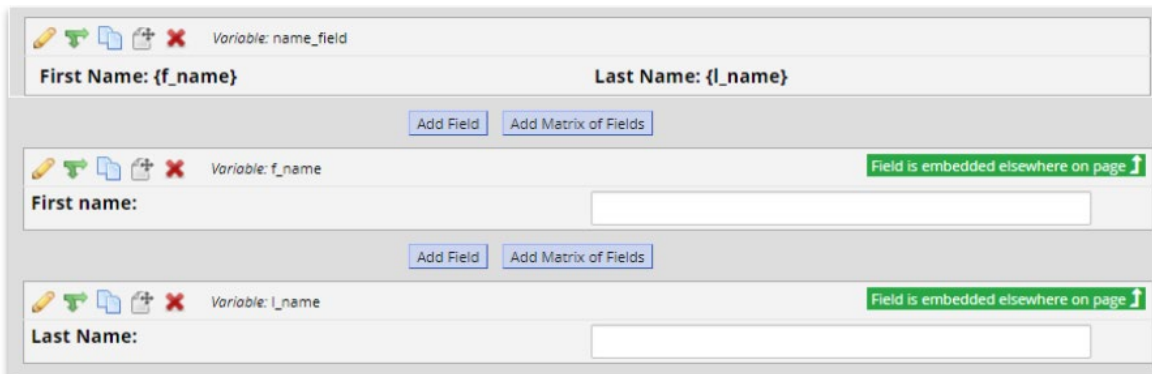 Variable: name_field
First Name: {f_name} Last Name: {l_name}
Add Field Add Matrix of Fields
Variable: f_name Field is embedded elsewhere on page
First name:
Add Field Add Matrix of Fields
Variable: l_name Field is embedded elsewhere on page
Last Name: